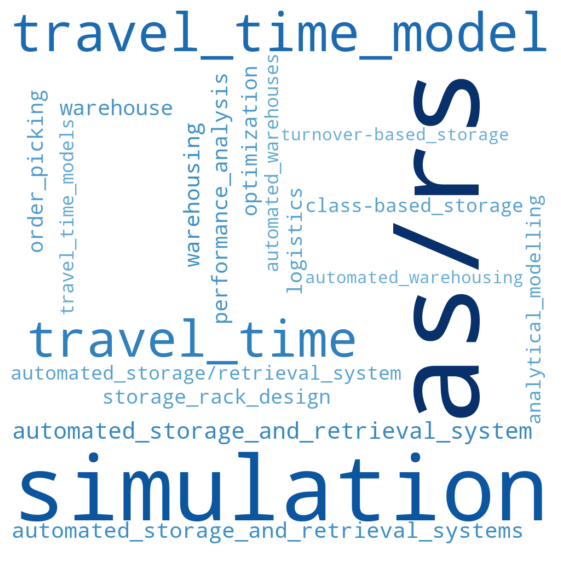 travel_time_model
as/rs
order_picking
travel_time_models
warehouse
warehousing
performance_analysis
optimization
automated_warehouses
logistics
turnover-based_storage
class-based_storage
automated_warehousing
analytical_modelling
travel_time
automated_storage/retrieval_system
storage_rack_design
automated_storage_and_retrieval_system
simulation
automated_storage_and_retrieval_systems